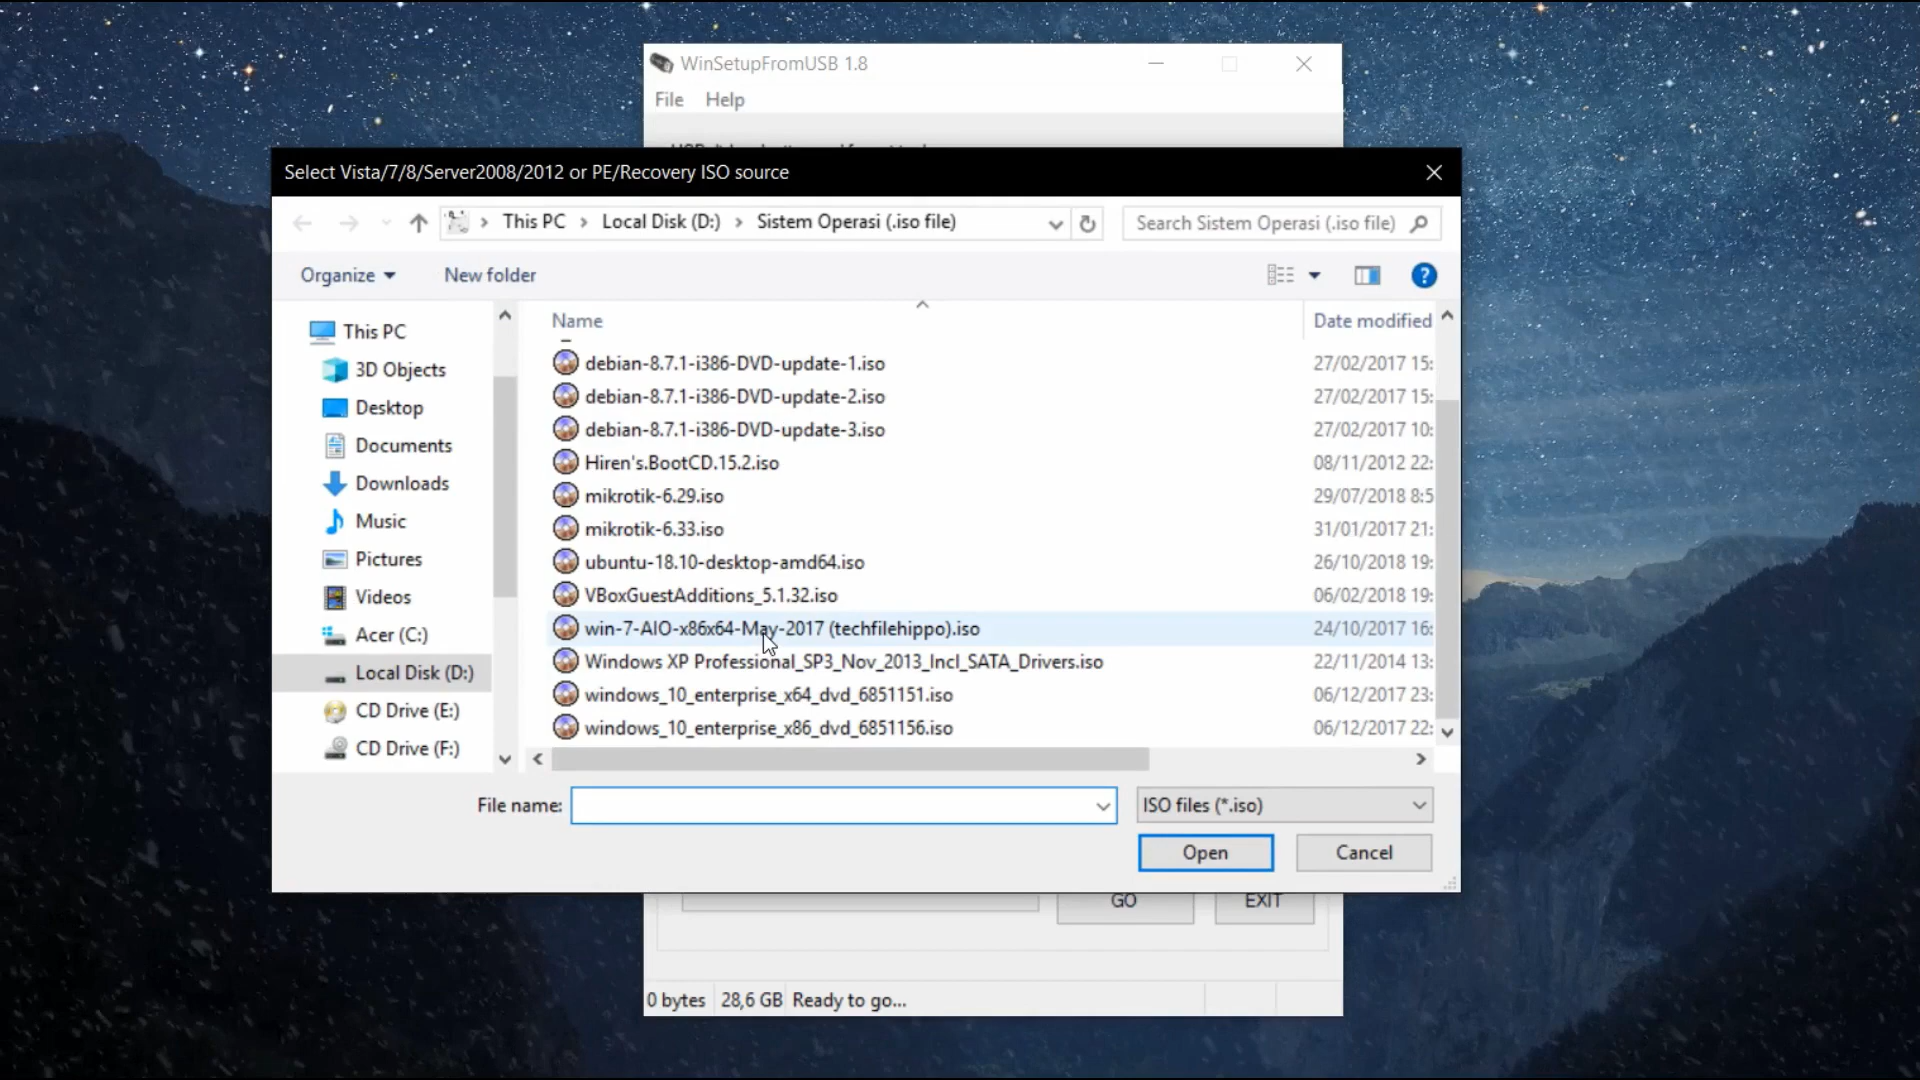 WinSetupFromUSB 1.8
File Help
Select Vista/7/8/Server2008/2012 or PE/Recovery ISO source
This PC > Local Disk (D:) > Sistem Operasi (.iso file)
Search Sistem Operasi (.iso file)
Organize New folder
Name Date modified
This PC
3D Objects
Desktop
Documents
Downloads
Music
Pictures
Videos
Acer (C:)
Local Disk (D:)
CD Drive (E:)
CD Drive (F:)
debian-8.7.1-i386-DVD-update-1.iso 27/02/2017 15:
debian-8.7.1-i386-DVD-update-2.iso 27/02/2017 15:
debian-8.7.1-i386-DVD-update-3.iso 27/02/2017 10:
Hiren's.BootCD.15.2.iso 08/11/2012 22:
mikrotik-6.29.iso 29/07/2018 8:5
mikrotik-6.33.iso 31/01/2017 21:
ubuntu-18.10-desktop-amd64.iso 26/10/2018 19:
VBoxGuestAdditions_5.1.32.iso 06/02/2018 19:
win-7-AIO-x86x64-May-2017 (techfilehippo).iso 24/10/2017 16:
Windows XP Professional_SP3_Nov_2013_Incl_SATA_Drivers.iso 22/11/2014 13:
windows_10_enterprise_x64_dvd_6851151.iso 06/12/2017 23:
windows_10_enterprise_x86_dvd_6851156.iso 06/12/2017 22:
File name: ISO files (*.iso)
Open Cancel
GO EXIT
0 bytes 28,6 GB Ready to go...